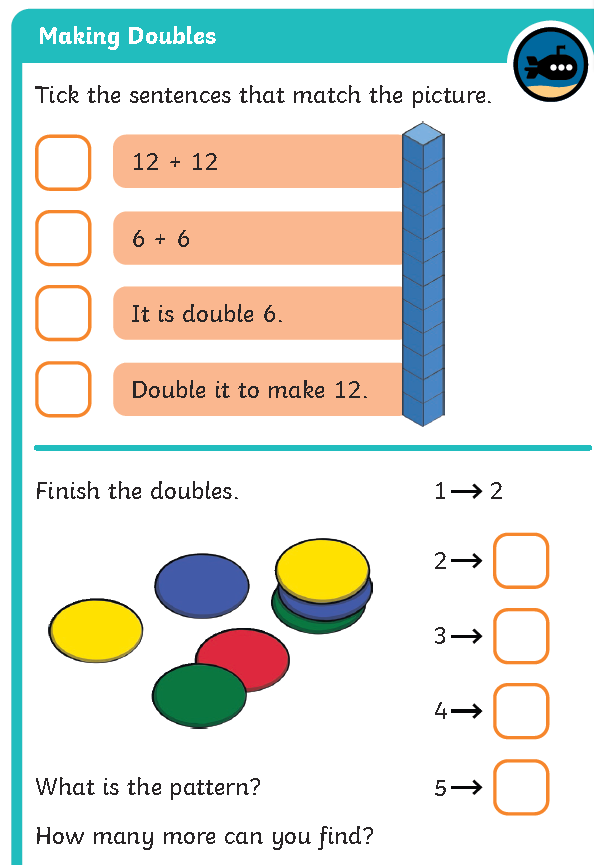 Making Doubles
Tick the sentences that match the picture.
12 + 12
6 + 6
It is double 6.
Double it to make 12.
Finish the doubles.
1 → 2
2 →
3 →
4 →
5 →
What is the pattern?
How many more can you find?